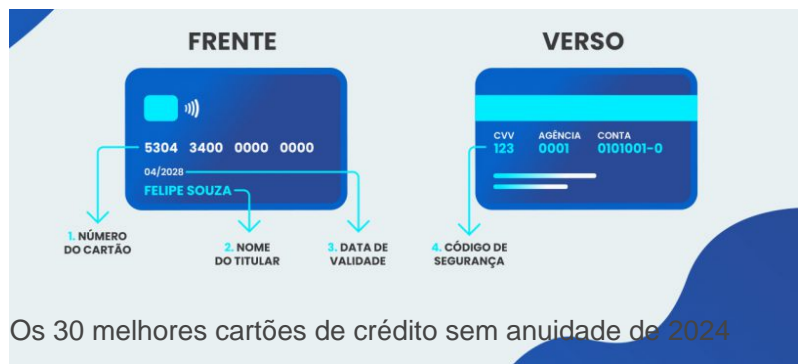 FRENTE
VERSO
5304 3400 0000 0000
04/2028
FELIPE SOUZA
1. NÚMERO
DO CARTÃO
2. NOME
DO TITULAR
3. DATA DE
VALIDADE
CVV AGÊNCIA CONTA
123 0001 0101001-0
4. CÓDIGO DE
SEGURANÇA
Os 30 melhores cartões de crédito sem anuidade de 2024